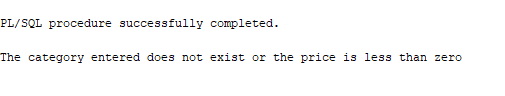 PL/SQL procedure successfully completed.
The category entered does not exist or the price is less than zero